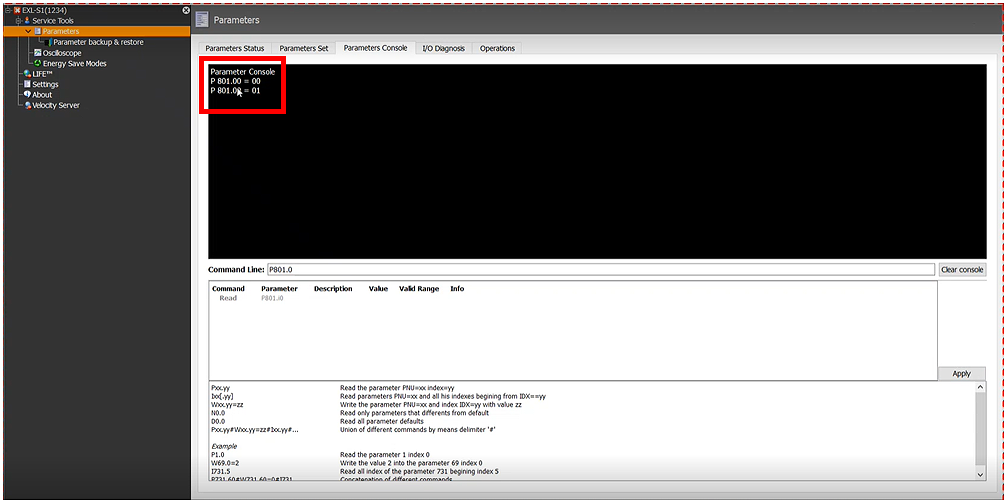 EXL-S1(1234)
Service Tools
Parameters
Parameter backup & restore
Oscilloscope
Energy Save Modes
LIFE™
Settings
About
Velocity Server
Parameters
Parameters Status Parameters Set Parameters Console I/O Diagnosis Operations
Parameter Console
P 801.00 = 00
P 801.00 = 01
Command Line: P801.0 Clear console
Command Parameter Description Value Valid Range Info
Read P801.i0
Apply
Pxx.yy Read the parameter PNU=xx index=yy
Ixx[.yy] Read parameters PNU=xx and all his indexes begining from IDX==yy
Wxx.yy=zz Write the parameter PNU=xx and index IDX=yy with value zz
N0.0 Read only parameters that differents from default
D0.0 Read all parameter defaults
Pxx.yy#Wxx.yy=zz#Ixx.yy#... Union of different commands by means delimiter '#'
Example
P1.0 Read the parameter 1 index 0
W69.0=2 Write the value 2 into the parameter 69 index 0
I731.5 Read all index of the parameter 731 begining index 5
P731.60#W731.60=0#I731 Concatenation of different commands